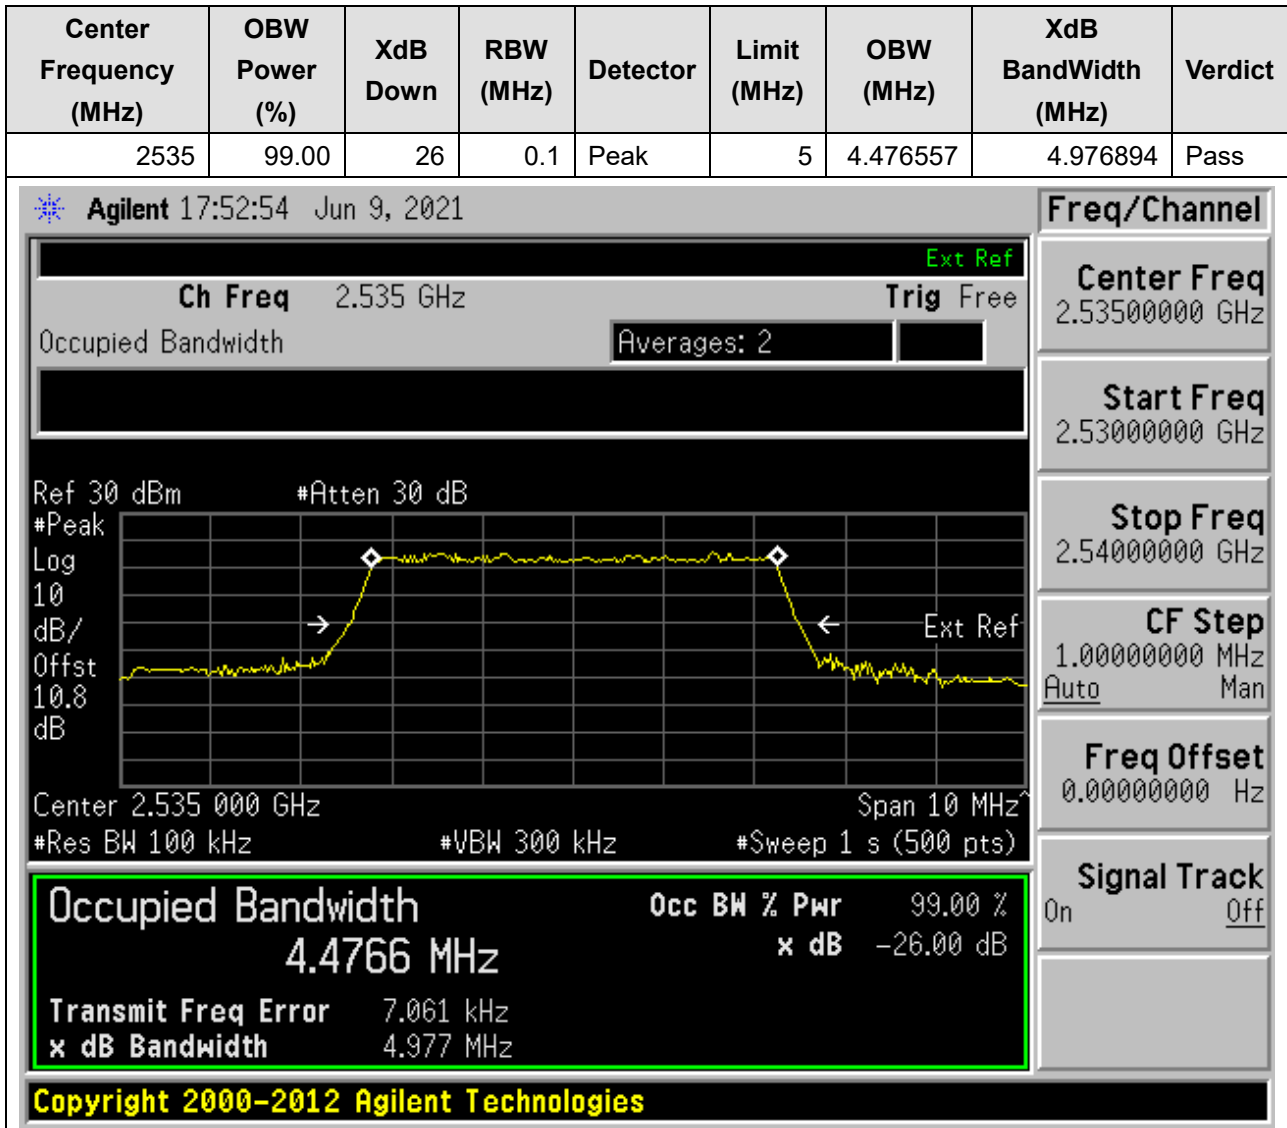 Center Frequency (MHz) OBW Power (%) XdB Down RBW (MHz) Detector Limit (MHz) OBW (MHz) XdB BandWidth (MHz) Verdict
2535 99.00 26 0.1 Peak 5 4.476557 4.976894 Pass
Agilent 17:52:54 Jun 9, 2021
Freq/Channel
Ext Ref
Ch Freq 2.535 GHz Trig Free
Occupied Bandwidth Averages: 2
Center Freq
2.53500000 GHz
Start Freq
2.53000000 GHz
Stop Freq
2.54000000 GHz
CF Step
1.00000000 MHz
Auto Man
Freq Offset
0.00000000 Hz
Signal Track
On Off
Ref 30 dBm #Atten 30 dB
#Peak
Log
10
dB/
Offst
10.8
dB
Ext Ref
Center 2.535 000 GHz Span 10 MHz^
#Res BW 100 kHz #VBW 300 kHz #Sweep 1 s (500 pts)
Occupied Bandwidth Occ BW % Pwr 99.00 %
4.4766 MHz x dB -26.00 dB
Transmit Freq Error 7.061 kHz
x dB Bandwidth 4.977 MHz
Copyright 2000-2012 Agilent Technologies